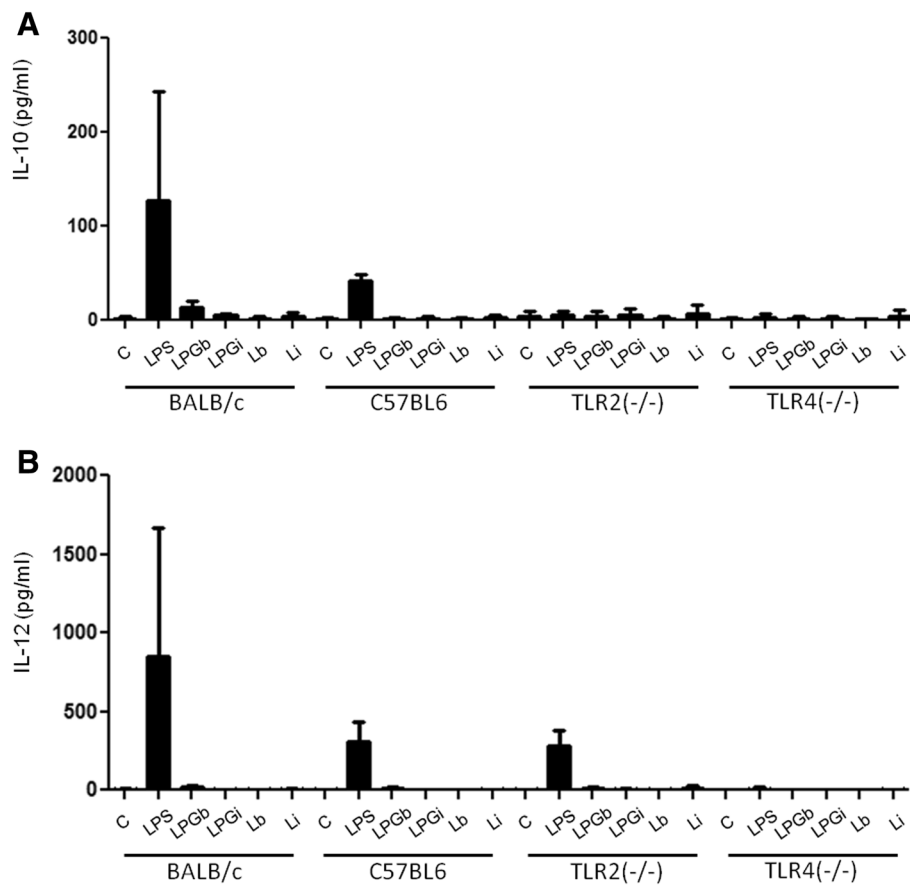 A
IL-10 (pg/ml)
300
200
100
0
C LPS LPGb LPGi Lb Li C LPS LPGb LPGi Lb Li C LPS LPGb LPGi Lb Li C LPS LPGb LPGi Lb Li
BALB/c C57BL6 TLR2(-/-) TLR4(-/-)
B
IL-12 (pg/ml)
2000
1500
1000
500
0
C LPS LPGb LPGi Lb Li C LPS LPGb LPGi Lb Li C LPS LPGb LPGi Lb Li C LPS LPGb LPGi Lb Li
BALB/c C57BL6 TLR2(-/-) TLR4(-/-)